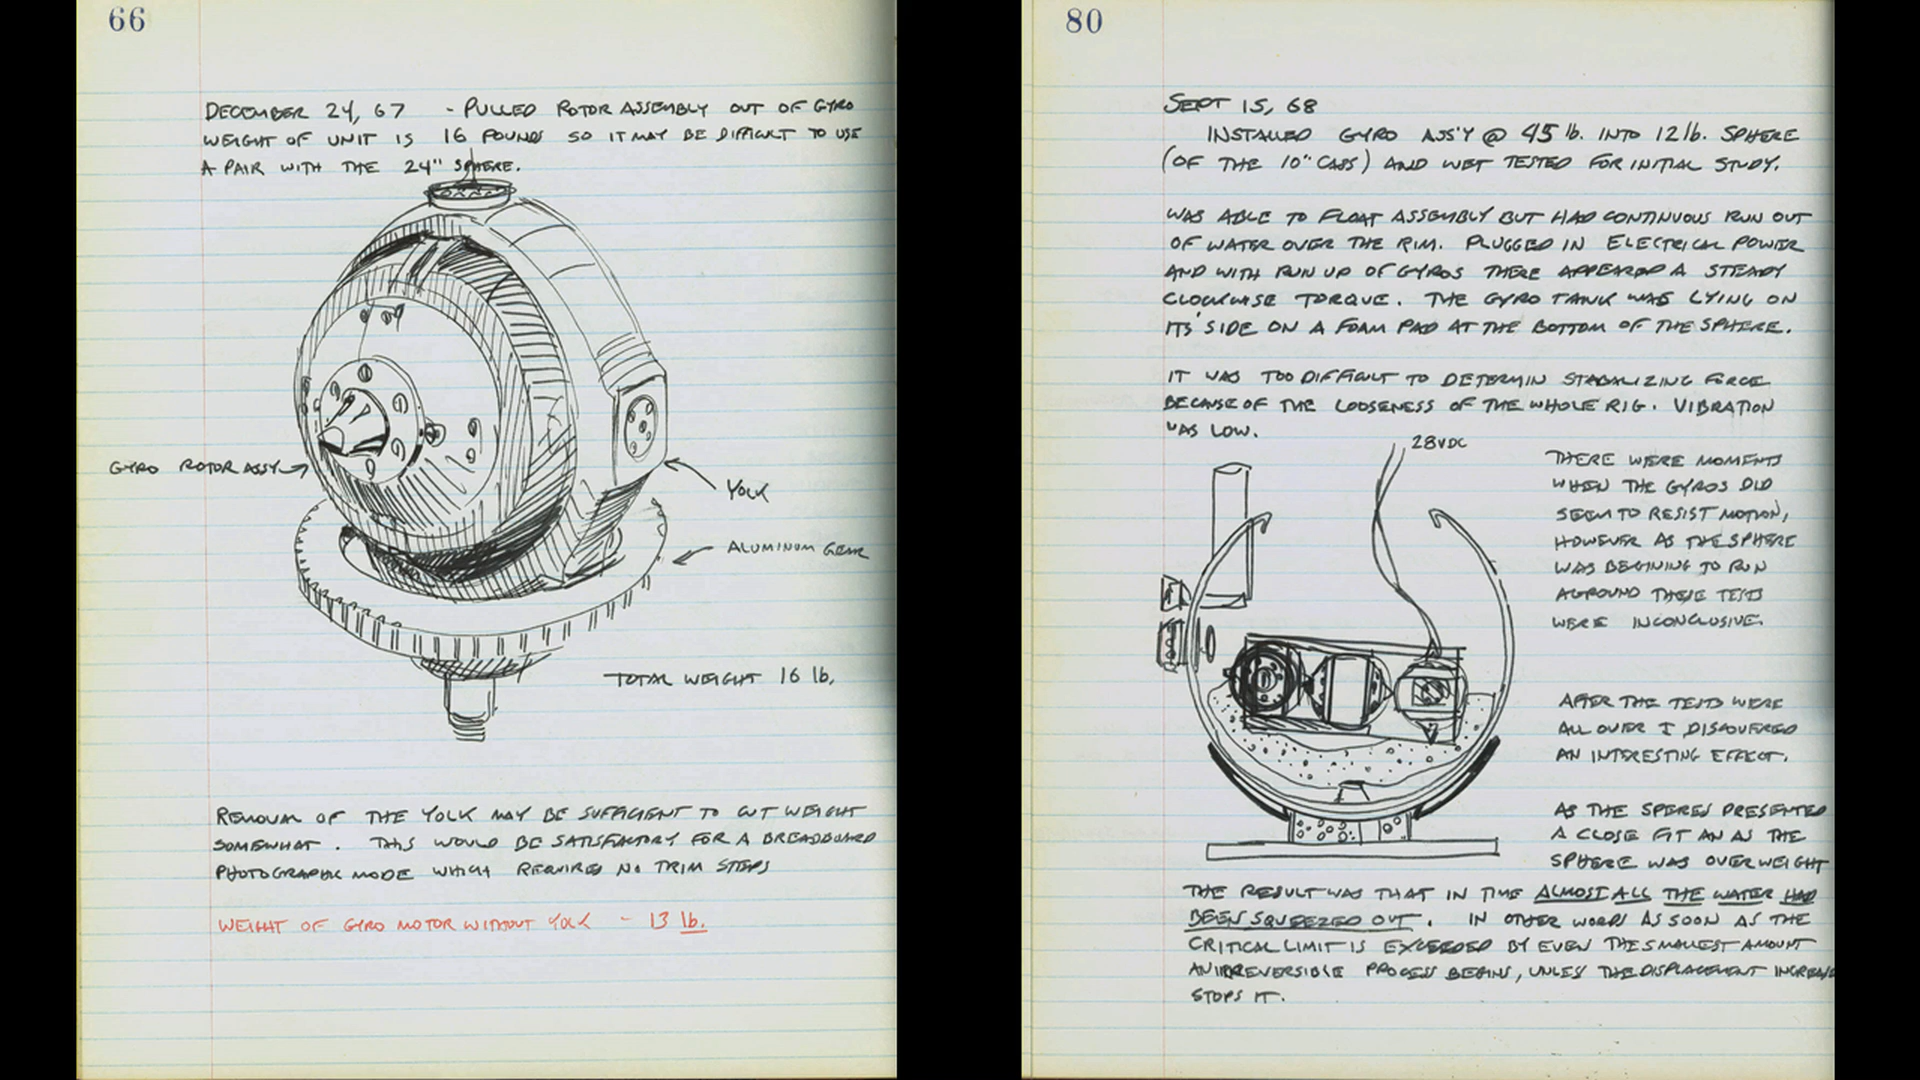 66
DECEMBER 24, 67 - PULLED ROTOR ASSEMBLY OUT OF GYRO
WEIGHT OF UNIT IS 16 POUNDS SO IT MAY BE DIFFICULT TO USE
A PAIR WITH THE 24" SPHERE.
GYRO ROTOR ASSY
YOLK
ALUMINUM GEAR
TOTAL WEIGHT 16 lb.
REMOVAL OF THE YOLK MAY BE SUFFICIENT TO CUT WEIGHT
SOMEWHAT. THIS WOULD BE SATISFACTORY FOR A BREADBOARD
PHOTOGRAPHIC MODE WHICH REQUIRES NO TRIM STEPS
WEIGHT OF GYRO MOTOR WITHOUT YOLK - 13 lb.
80
SEPT 15, 68
INSTALLED GYRO ASS'Y @ 45 lb. INTO 12 lb. SPHERE
(OF THE 10" CLASS) AND WET TESTED FOR INITIAL STUDY.
WAS ABLE TO FLOAT ASSEMBLY BUT HAD CONTINUOUS RUN OUT
OF WATER OVER THE RIM. PLUGGED IN ELECTRICAL POWER
AND WITH RUN UP OF GYROS THERE APPEARED A STEADY
CLOCKWISE TORQUE. THE GYRO TANK WAS LYING ON
ITS' SIDE ON A FOAM PAD AT THE BOTTOM OF THE SPHERE.
IT WAS TOO DIFFICULT TO DETERMIN STABALIZING FORCE
BECAUSE OF THE LOOSENESS OF THE WHOLE RIG. VIBRATION
WAS LOW.
28VDC
THERE WERE MOMENTS
WHEN THE GYROS DID
SEEM TO RESIST MOTION,
HOWEVER AS THE SPHERE
WAS BEGINING TO RUN
AGROUND THESE TESTS
WERE INCONCLUSIVE.
AFTER THE TESTS WERE
ALL OVER I DISCOVERED
AN INTERESTING EFFECT.
AS THE SPERES PRESENTED
A CLOSE FIT AN AS THE
SPHERE WAS OVERWEIGHT
THE RESULT WAS THAT IN TIME ALMOST ALL THE WATER HAD
BEEN SQUEEZED OUT. IN OTHER WORDS AS SOON AS THE
CRITICAL LIMIT IS EXCEEDED BY EVEN THE SMALLEST AMOUNT
AN IRREVERSIBLE PROCESS BEGINS, UNLESS THE DISPLACEMENT INCREASE
STOPS IT.